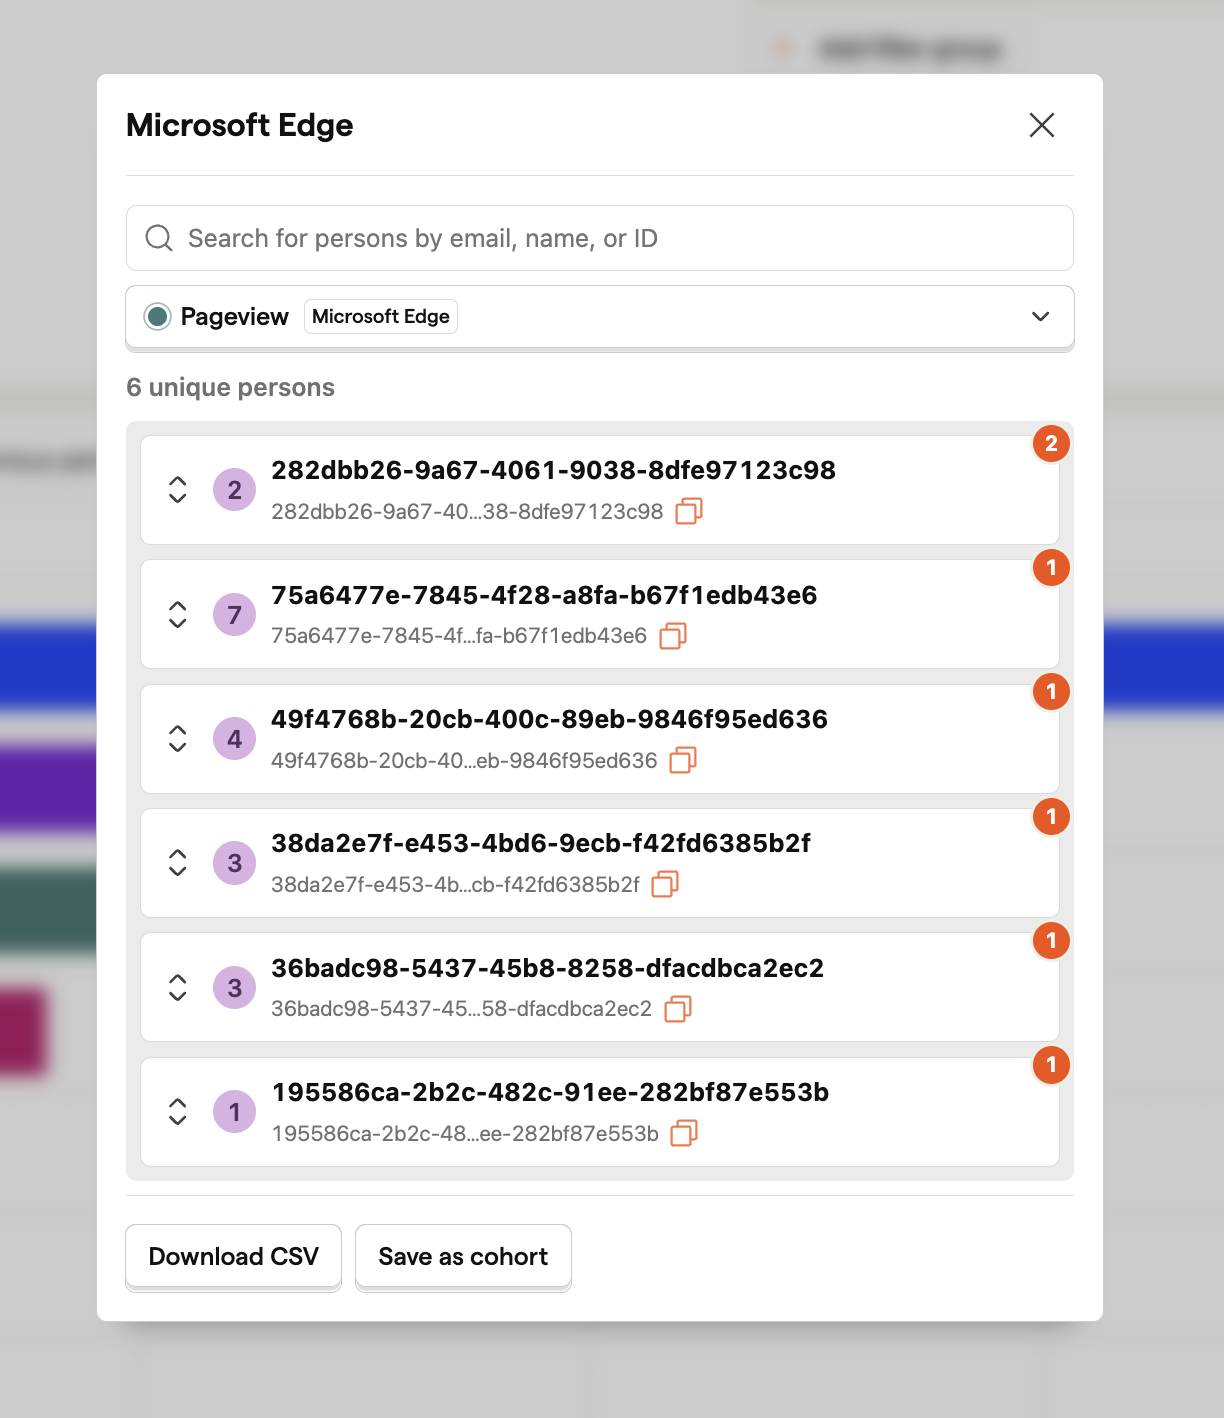 Add filter group
Microsoft Edge
Search for persons by email, name, or ID
Pageview Microsoft Edge
6 unique persons
2
2 282dbb26-9a67-4061-9038-8dfe97123c98
282dbb26-9a67-40...38-8dfe97123c98
1
7 75a6477e-7845-4f28-a8fa-b67f1edb43e6
75a6477e-7845-4f...fa-b67f1edb43e6
1
4 49f4768b-20cb-400c-89eb-9846f95ed636
49f4768b-20cb-40...eb-9846f95ed636
1
3 38da2e7f-e453-4bd6-9ecb-f42fd6385b2f
38da2e7f-e453-4b...cb-f42fd6385b2f
1
3 36badc98-5437-45b8-8258-dfacdbca2ec2
36badc98-5437-45...58-dfacdbca2ec2
1
1 195586ca-2b2c-482c-91ee-282bf87e553b
195586ca-2b2c-48...ee-282bf87e553b
Download CSV Save as cohort